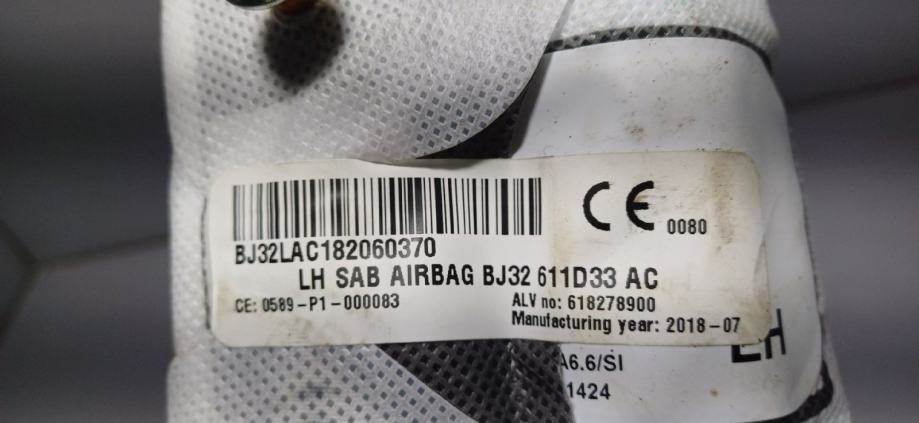 CE 0080
BJ32LAC182060370
LH SAB AIRBAG BJ32 611D33 AC
CE: 0589-P1-000083
ALV no: 618278900
Manufacturing year: 2018-07
LH
A6.6/SI
1424